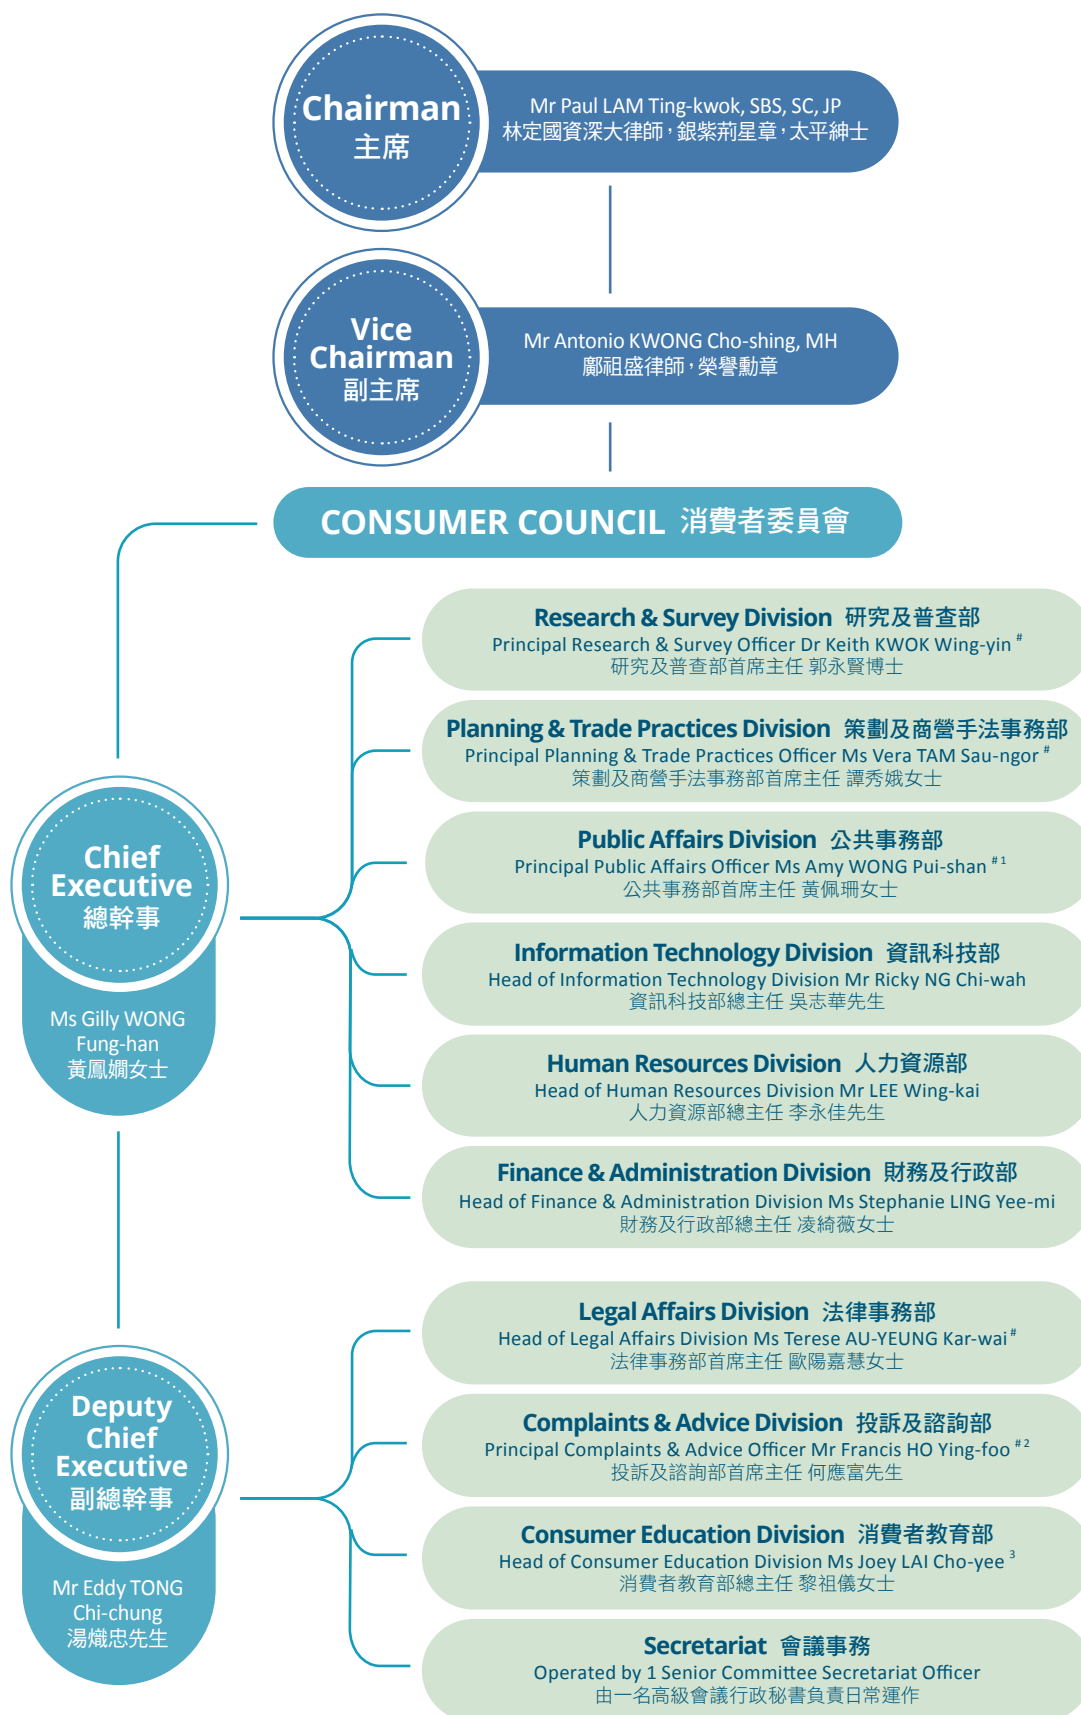 Chairman
主席
Mr Paul LAM Ting-kwok, SBS, SC, JP
林定國資深大律師，銀紫荊星章，太平紳士
Vice
Chairman
副主席
Mr Antonio KWONG Cho-shing, MH
鄺祖盛律師，榮譽勳章
CONSUMER COUNCIL 消費者委員會
Research & Survey Division 研究及普查部
Principal Research & Survey Officer Dr Keith KWOK Wing-yin #
研究及普查部首席主任 郭永賢博士
Planning & Trade Practices Division 策劃及商營手法事務部
Principal Planning & Trade Practices Officer Ms Vera TAM Sau-ngor #
策劃及商營手法事務部首席主任 譚秀娥女士
Public Affairs Division 公共事務部
Principal Public Affairs Officer Ms Amy WONG Pui-shan # 1
公共事務部首席主任 黃佩珊女士
Chief
Executive
總幹事
Ms Gilly WONG
Fung-han
黃鳳嫺女士
Information Technology Division 資訊科技部
Head of Information Technology Division Mr Ricky NG Chi-wah
資訊科技部總主任 吳志華先生
Human Resources Division 人力資源部
Head of Human Resources Division Mr LEE Wing-kai
人力資源部總主任 李永佳先生
Finance & Administration Division 財務及行政部
Head of Finance & Administration Division Ms Stephanie LING Yee-mi
財務及行政部總主任 凌綺薇女士
Legal Affairs Division 法律事務部
Head of Legal Affairs Division Ms Terese AU-YEUNG Kar-wai #
法律事務部首席主任 歐陽嘉慧女士
Deputy
Chief
Executive
副總幹事
Mr Eddy TONG
Chi-chung
湯熾忠先生
Complaints & Advice Division 投訴及諮詢部
Principal Complaints & Advice Officer Mr Francis HO Ying-foo # 2
投訴及諮詢部首席主任 何應富先生
Consumer Education Division 消費者教育部
Head of Consumer Education Division Ms Joey LAI Cho-yee 3
消費者教育部總主任 黎祖儀女士
Secretariat 會議事務
Operated by 1 Senior Committee Secretariat Officer
由一名高級會議行政秘書負責日常運作